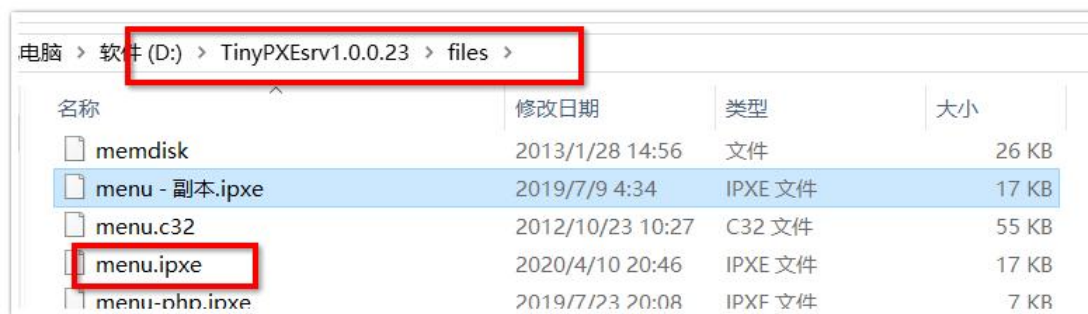 电脑 > 软件 (D:) > TinyPXEsrv1.0.0.23 > files >
名称 修改日期 类型 大小
memdisk 2013/1/28 14:56 文件 26 KB
menu - 副本.ipxe 2019/7/9 4:34 IPXE 文件 17 KB
menu.c32 2012/10/23 10:27 C32 文件 55 KB
menu.ipxe 2020/4/10 20:46 IPXE 文件 17 KB
menu-php.ipxe 2019/7/23 20:08 IPXE 文件 7 KB